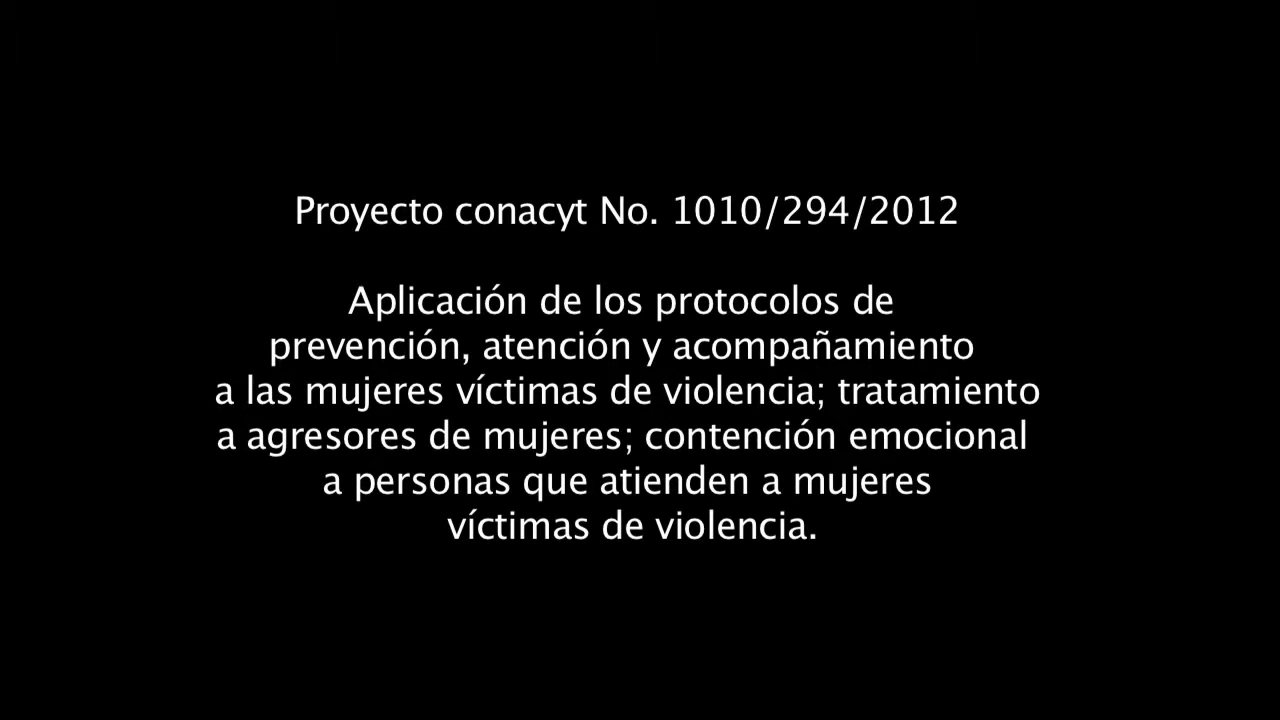 Proyecto conacyt No. 1010/294/2012
Aplicación de los protocolos de
prevención, atención y acompañamiento
a las mujeres víctimas de violencia; tratamiento
a agresores de mujeres; contención emocional
a personas que atienden a mujeres
víctimas de violencia.